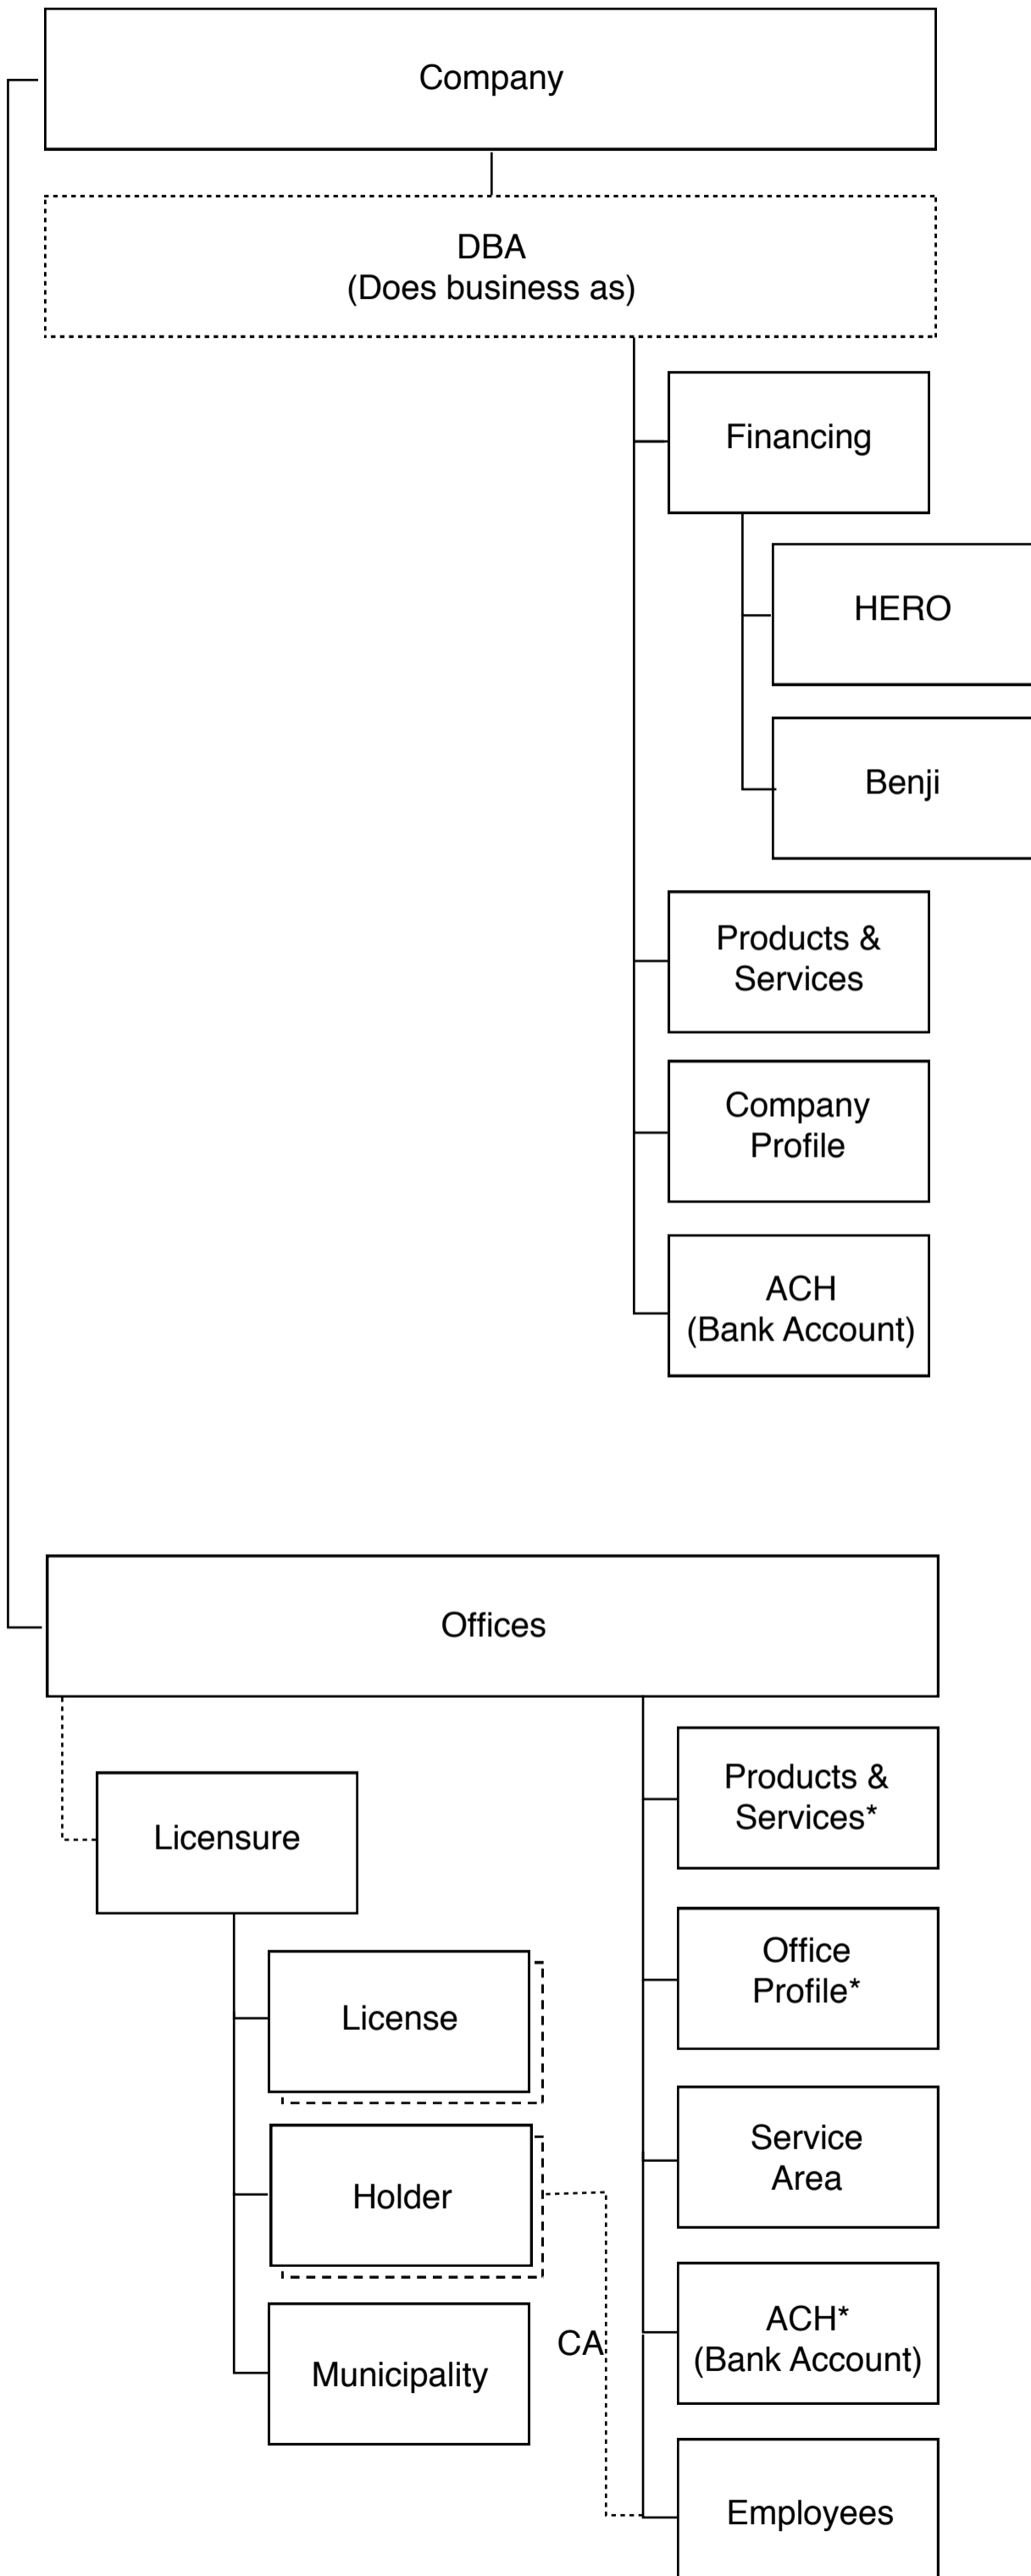 Company
DBA
(Does business as)
Financing
HERO
Benji
Products &
Services
Company
Profile
ACH
(Bank Account)
Offices
Products &
Services*
Licensure
Office
Profile*
License
Service
Area
Holder
ACH*
(Bank Account)
CA
Municipality
Employees